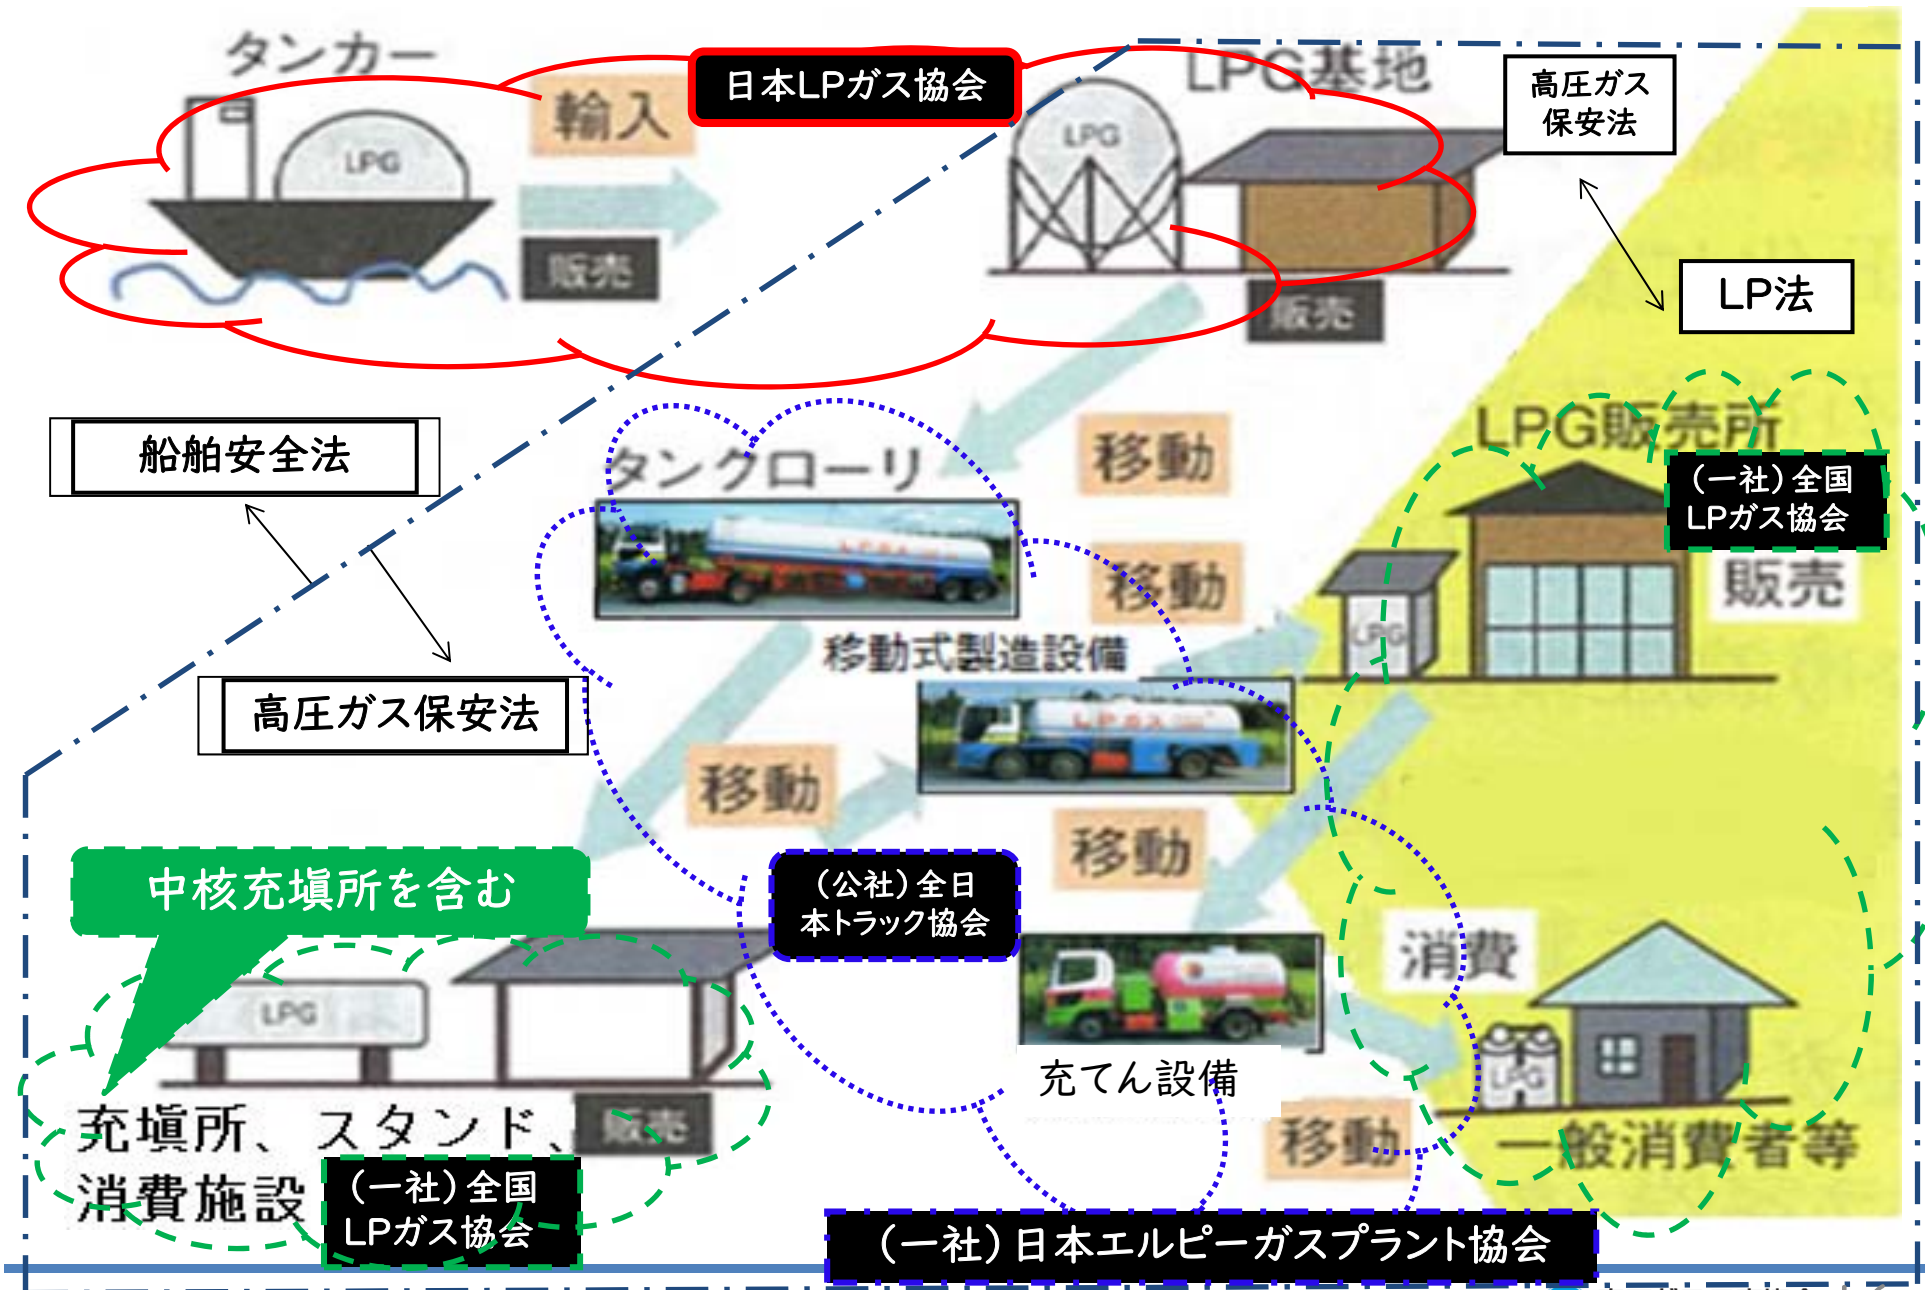 タンカー
輸入
日本LPガス協会
LPG基地
高圧ガス
保安法
LPG
LPG
販売
販売
LP法
船舶安全法
移動
タンクローリ
LPG販売所
(一社)全国
LPガス協会
移動
販売
LPG
移動式製造設備
高圧ガス保安法
LPガス
移動
移動
中核充塡所を含む
(公社)全日
本トラック協会
消費
LPG
充てん設備
LPG
充塡所、スタンド、
消費施設
販売
移動
一般消費者等
(一社)全国
LPガス協会
(一社)日本エルピーガスプラント協会